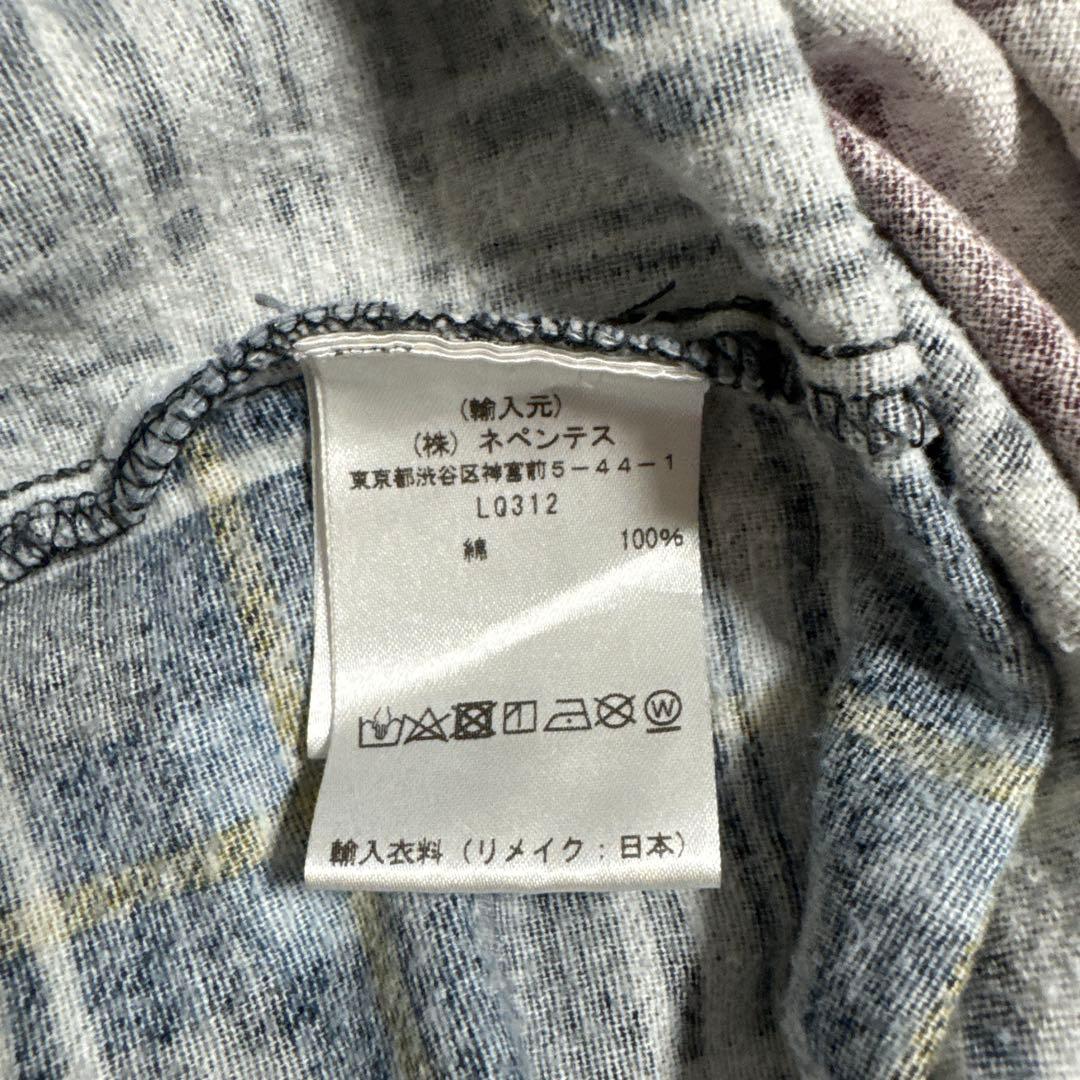 (輸入元)
(株) ネペンテス
東京都渋谷区神宮前5-44-1
LQ312
綿 100%
W
輸入衣料 (リメイク:日本)